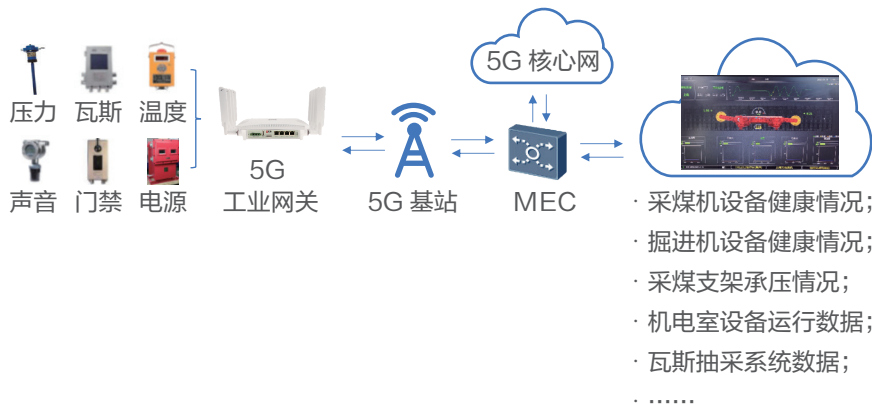 5G 核心网
压力 瓦斯 温度
声音 门禁 电源
5G
工业网关
5G 基站
MEC
· 采煤机设备健康情况；
· 掘进机设备健康情况；
· 采煤支架承压情况；
· 机电室设备运行数据；
· 瓦斯抽采系统数据；
· ……